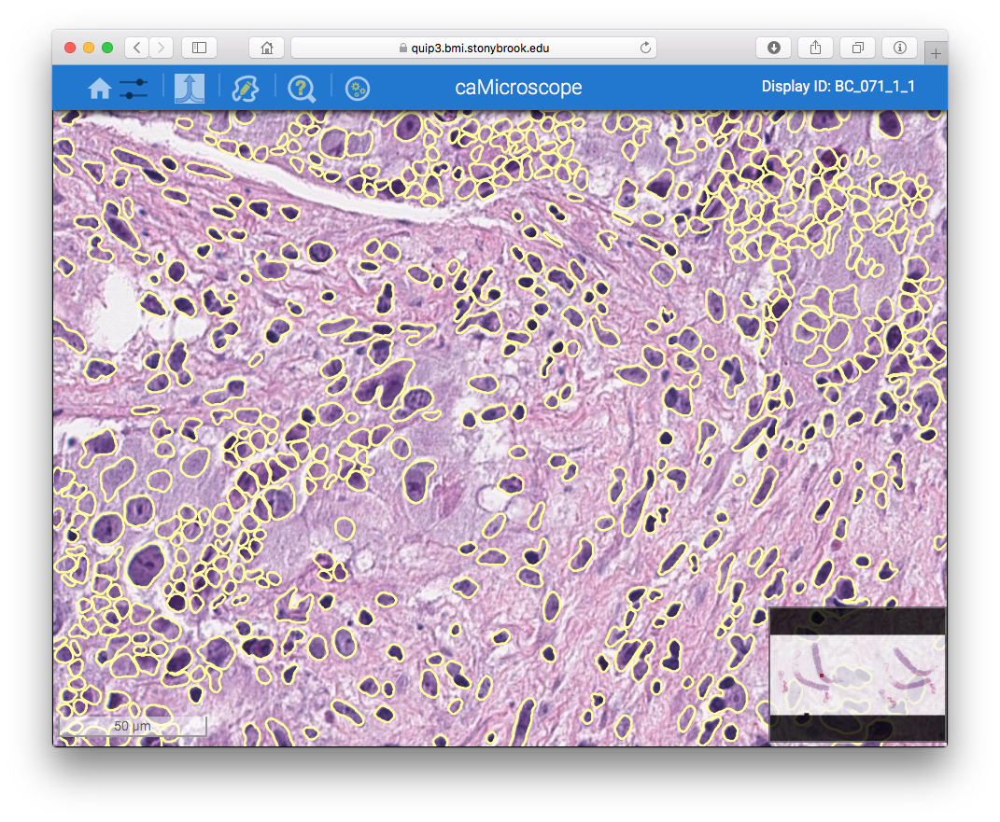 quip3.bmi.stonybrook.edu
caMicroscope
Display ID: BC_071_1_1
50 µm